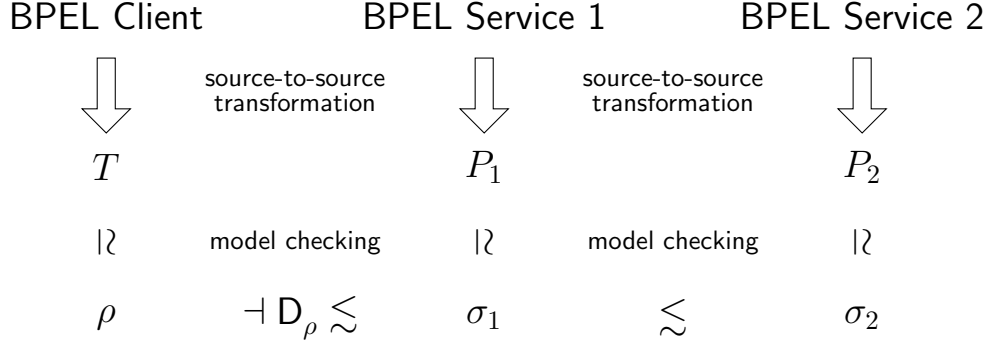 BPEL Client BPEL Service 1 BPEL Service 2
source-to-source source-to-source
transformation transformation
T P₁ P₂
|≀ model checking |≀ model checking |≀
ρ ⊣ D_ρ ≲ σ₁ ≲ σ₂